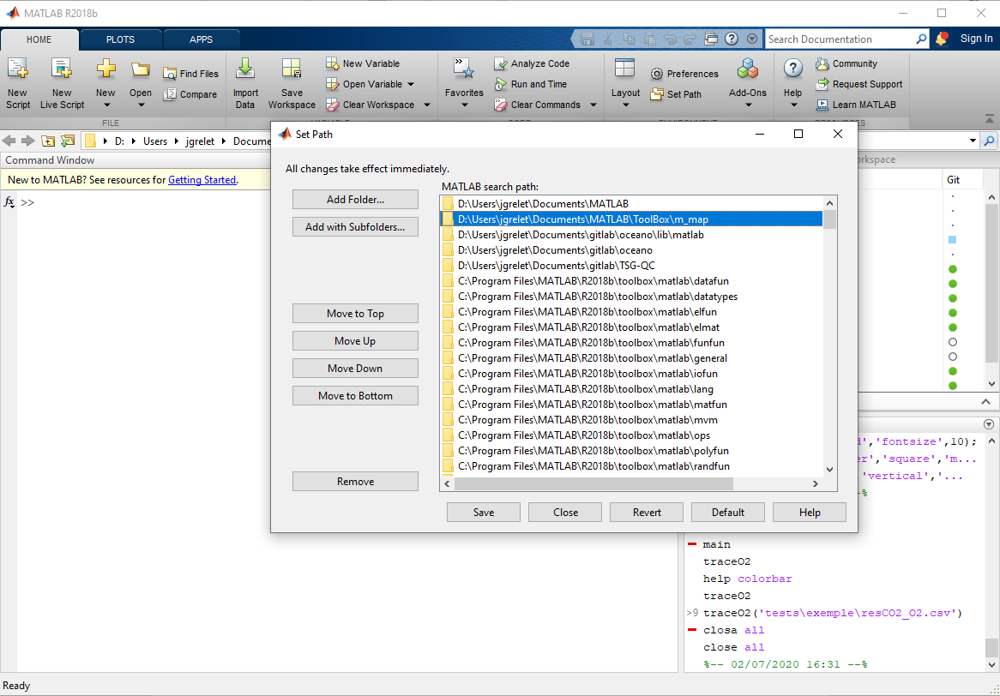 MATLAB R2018b
HOME PLOTS APPS
Search Documentation Sign In
New Script
New Live Script
New
Open
Find Files
Compare
Import Data
Save Workspace
New Variable
Open Variable
Clear Workspace
Favorites
Analyze Code
Run and Time
Clear Commands
Layout
Preferences
Set Path
Add-Ons
Help
Community
Request Support
Learn MATLAB
FILE
D: Users jgrelet Docume
Command Window
New to MATLAB? See resources for Getting Started.
fx >>
Set Path
All changes take effect immediately.
MATLAB search path:
Add Folder...
Add with Subfolders...
Move to Top
Move Up
Move Down
Move to Bottom
Remove
D:\Users\jgrelet\Documents\MATLAB
D:\Users\jgrelet\Documents\MATLAB\ToolBox\m_map
D:\Users\jgrelet\Documents\gitlab\oceano\lib\matlab
D:\Users\jgrelet\Documents\gitlab\oceano
D:\Users\jgrelet\Documents\gitlab\TSG-QC
C:\Program Files\MATLAB\R2018b\toolbox\matlab\datafun
C:\Program Files\MATLAB\R2018b\toolbox\matlab\datatypes
C:\Program Files\MATLAB\R2018b\toolbox\matlab\elfun
C:\Program Files\MATLAB\R2018b\toolbox\matlab\elmat
C:\Program Files\MATLAB\R2018b\toolbox\matlab\funfun
C:\Program Files\MATLAB\R2018b\toolbox\matlab\general
C:\Program Files\MATLAB\R2018b\toolbox\matlab\iofun
C:\Program Files\MATLAB\R2018b\toolbox\matlab\lang
C:\Program Files\MATLAB\R2018b\toolbox\matlab\matfun
C:\Program Files\MATLAB\R2018b\toolbox\matlab\mvm
C:\Program Files\MATLAB\R2018b\toolbox\matlab\ops
C:\Program Files\MATLAB\R2018b\toolbox\matlab\polyfun
C:\Program Files\MATLAB\R2018b\toolbox\matlab\randfun
Save Close Revert Default Help
orkspace
Git
d','fontsize',10);
er','square','m...
'vertical','...
-%
main
traceO2
help colorbar
traceO2
>9 traceO2('tests\exemple\resCO2_O2.csv')
closa all
close all
%-- 02/07/2020 16:31 --%
Ready